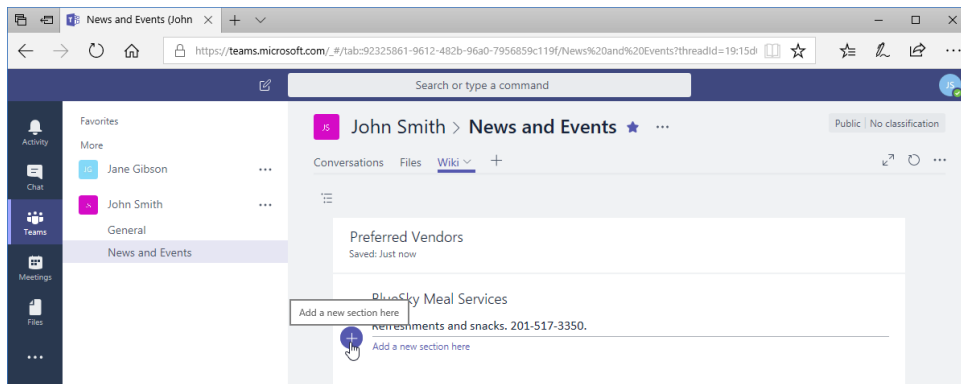 News and Events (John
https://teams.microsoft.com/_#/tab::92325861-9612-482b-96a0-7956859c119f/News%20and%20Events?threadId=19:15d
Search or type a command
JS
Activity
Chat
Teams
Meetings
Files
Favorites
More
JG Jane Gibson
JS John Smith
General
News and Events
JS John Smith > News and Events
Public No classification
Conversations Files Wiki
Preferred Vendors
Saved: Just now
BlueSky Meal Services
Add a new section here
Refreshments and snacks. 201-517-3350.
Add a new section here